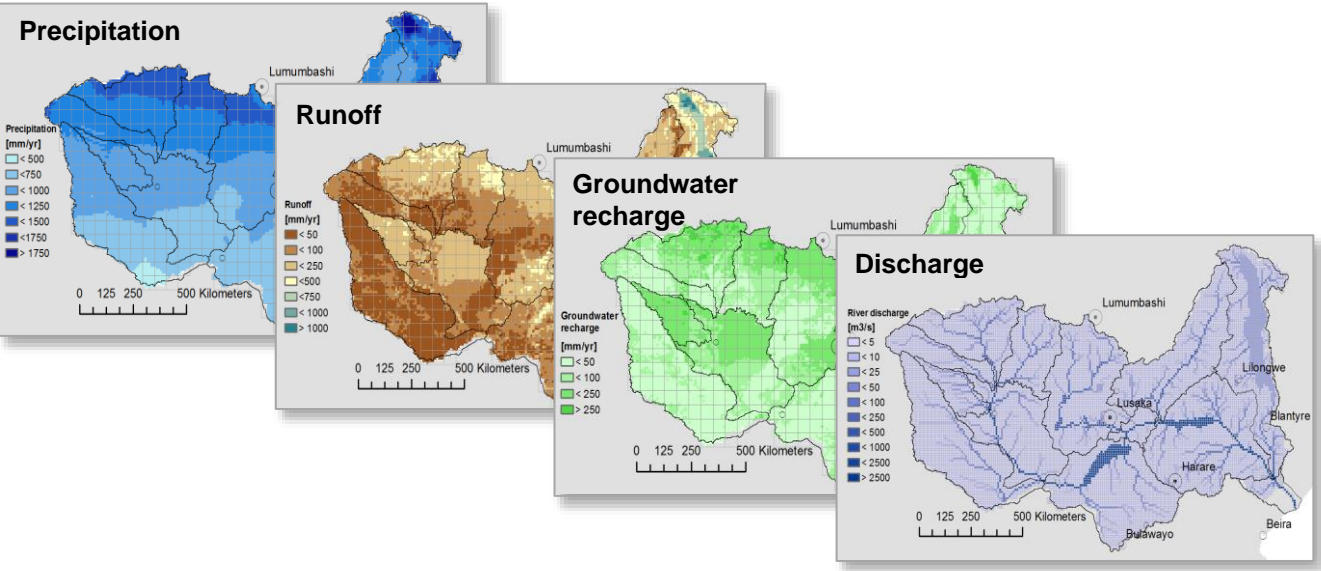 Precipitation
Lumumbashi
Precipitation
[mm/yr]
< 500
<750
< 1000
< 1250
< 1500
<1750
> 1750
0 125 250 500 Kilometers
Runoff
Lumumbashi
Runoff
[mm/yr]
< 50
< 100
< 250
<500
<750
< 1000
> 1000
0 125 250 500 Kilometers
Groundwater
recharge
Lumumbashi
Groundwater
recharge
[mm/yr]
< 50
< 100
< 250
> 250
0 125 250 500 Kilometers
Discharge
Lumumbashi
River discharge
[m3/s]
< 5
< 10
< 25
< 50
< 100
< 250
< 500
< 1000
< 2500
> 2500
Lilongwe
Lusaka
Blantyre
Harare
0 125 250 500 Kilometers
Bulawayo
Beira